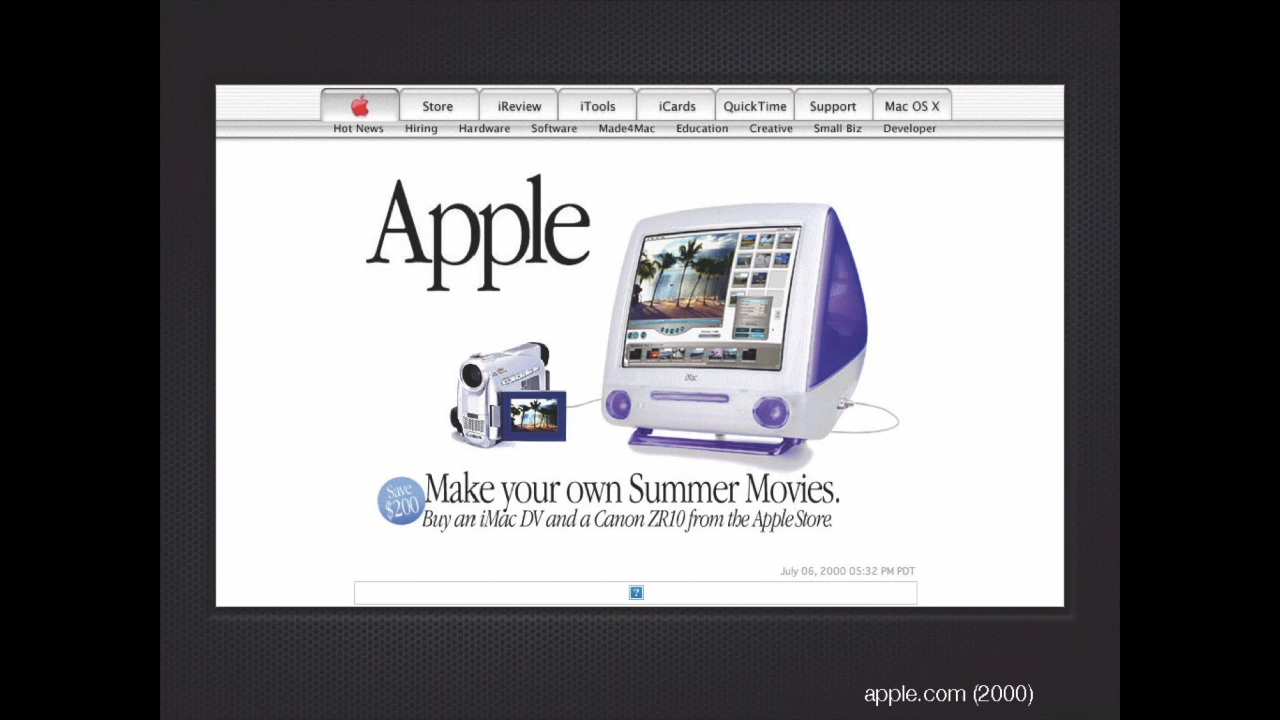 Store iReview iTools iCards QuickTime Support Mac OS X
Hot News Hiring Hardware Software Made4Mac Education Creative Small Biz Developer
Apple
iMac
Save
$200
Make your own Summer Movies.
Buy an iMac DV and a Canon ZR10 from the Apple Store.
July 06, 2000 05:32 PM PDT
?
apple.com (2000)